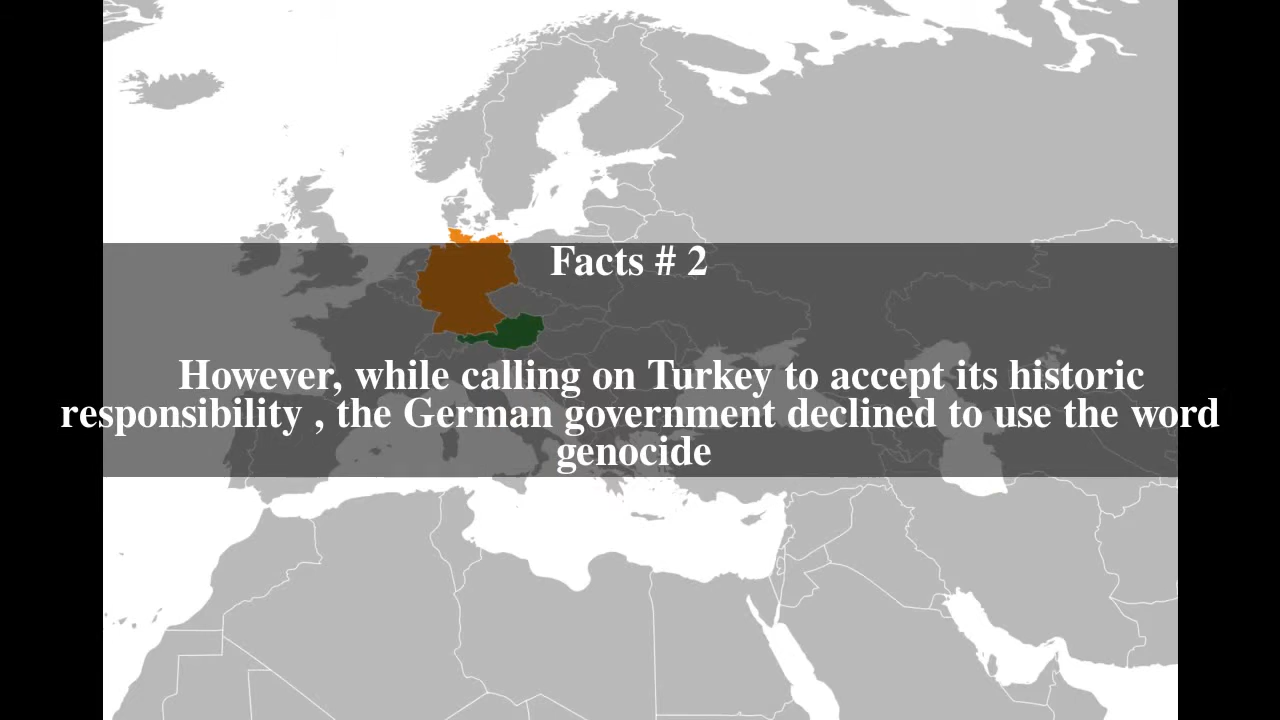 Facts # 2
However, while calling on Turkey to accept its historic
responsibility , the German government declined to use the word
genocide